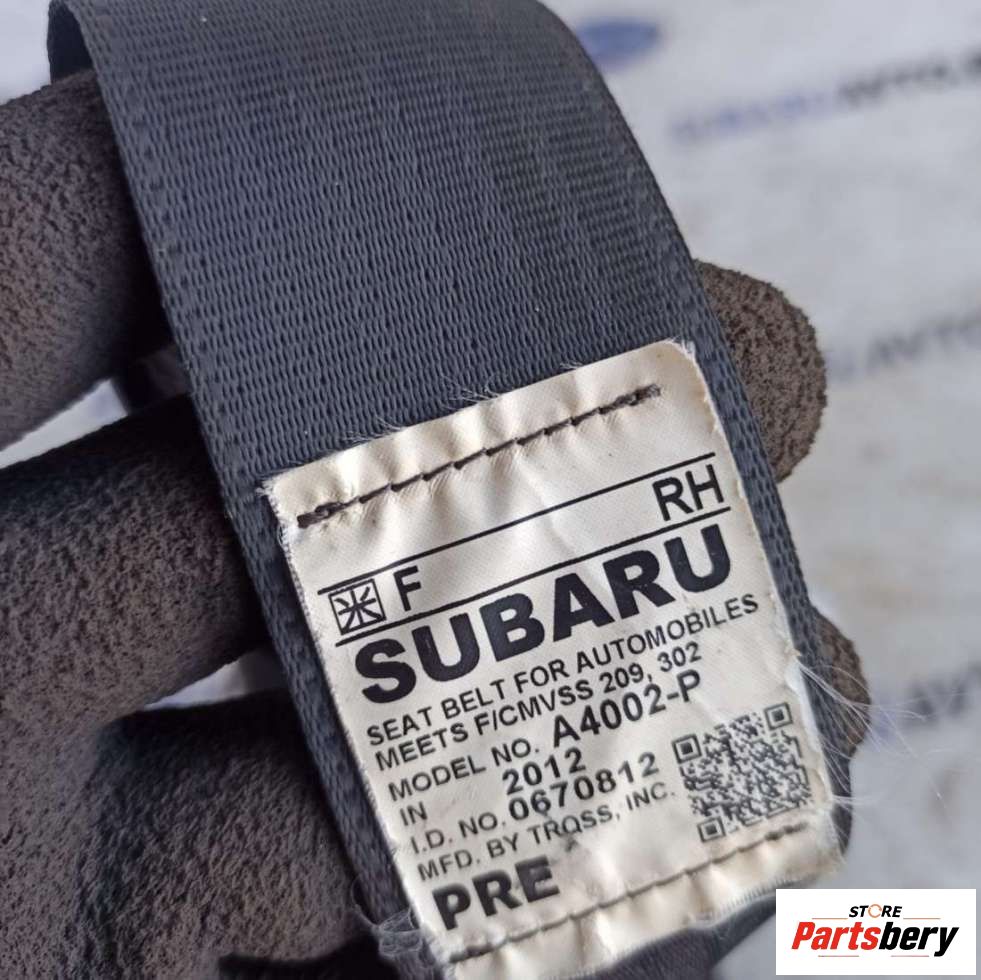 RH
F
SUBARU
SEAT BELT FOR AUTOMOBILES
MEETS F/CMVSS 209, 302
MODEL NO. A4002-P
IN 2012
I.D. NO. 0670812
MFD. BY TRQSS, INC.
PRE
STORE
Partsbery